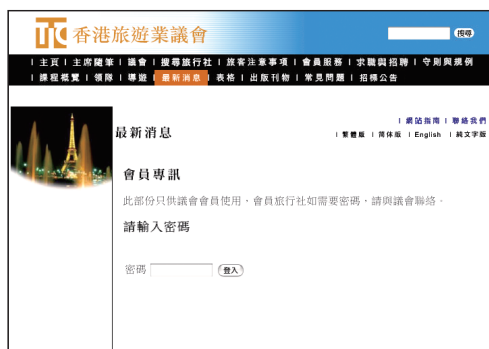 TIC 香港旅遊業議會
搜尋
| 主頁 | 主席隨筆 | 議會 | 搜尋旅行社 | 旅客注意事項 | 會員服務 | 求職與招聘 | 守則與規例
| 課程概覽 | 領隊 | 導遊 | 最新消息 | 表格 | 出版刊物 | 常見問題 | 招標公告
| 網站指南 | 聯絡我們
最新消息
| 繁體版 | 简体版 | English | 純文字版
會員專訊
此部份只供議會會員使用，會員旅行社如需要密碼，請與議會聯絡。
請輸入密碼
密碼 登入